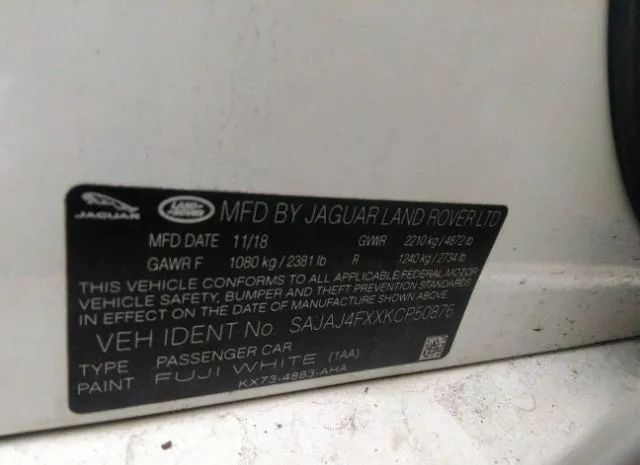 JAGUAR LAND ROVER MFD BY JAGUAR LAND ROVER LTD
MFD DATE 11/18 GVWR 2210 kg / 4872 lb
GAWR F 1080 kg / 2381 lb R 1240 kg / 2734 lb
THIS VEHICLE CONFORMS TO ALL APPLICABLE FEDERAL MOTOR
VEHICLE SAFETY, BUMPER AND THEFT PREVENTION STANDARDS
IN EFFECT ON THE DATE OF MANUFACTURE SHOWN ABOVE.
VEH IDENT No. SAJAJ4FXXKCP50876
TYPE PASSENGER CAR
PAINT FUJI WHITE (1AA)
KX73-4883-AHA